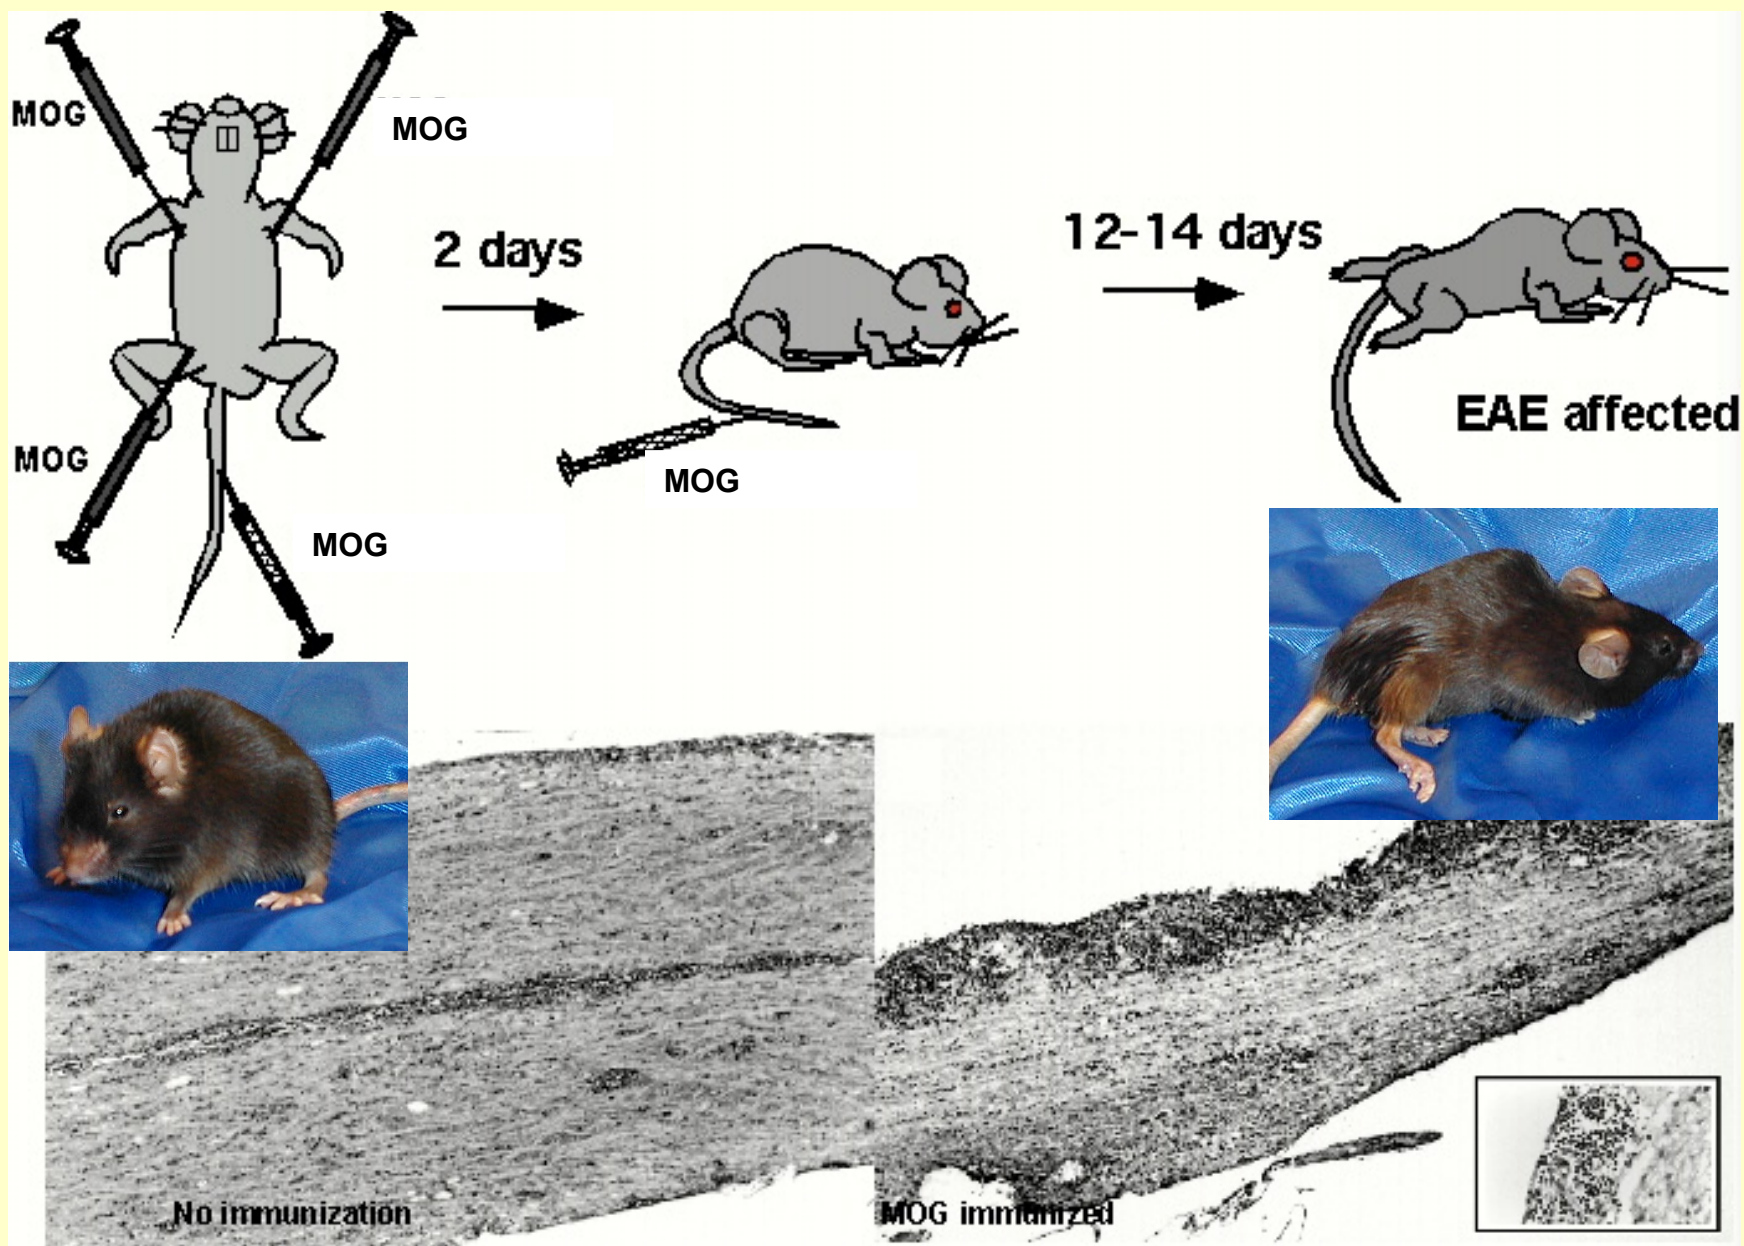 MOG
MOG
2 days
12-14 days
EAE affected
MOG
MOG
MOG
No immunization
MOG immunized